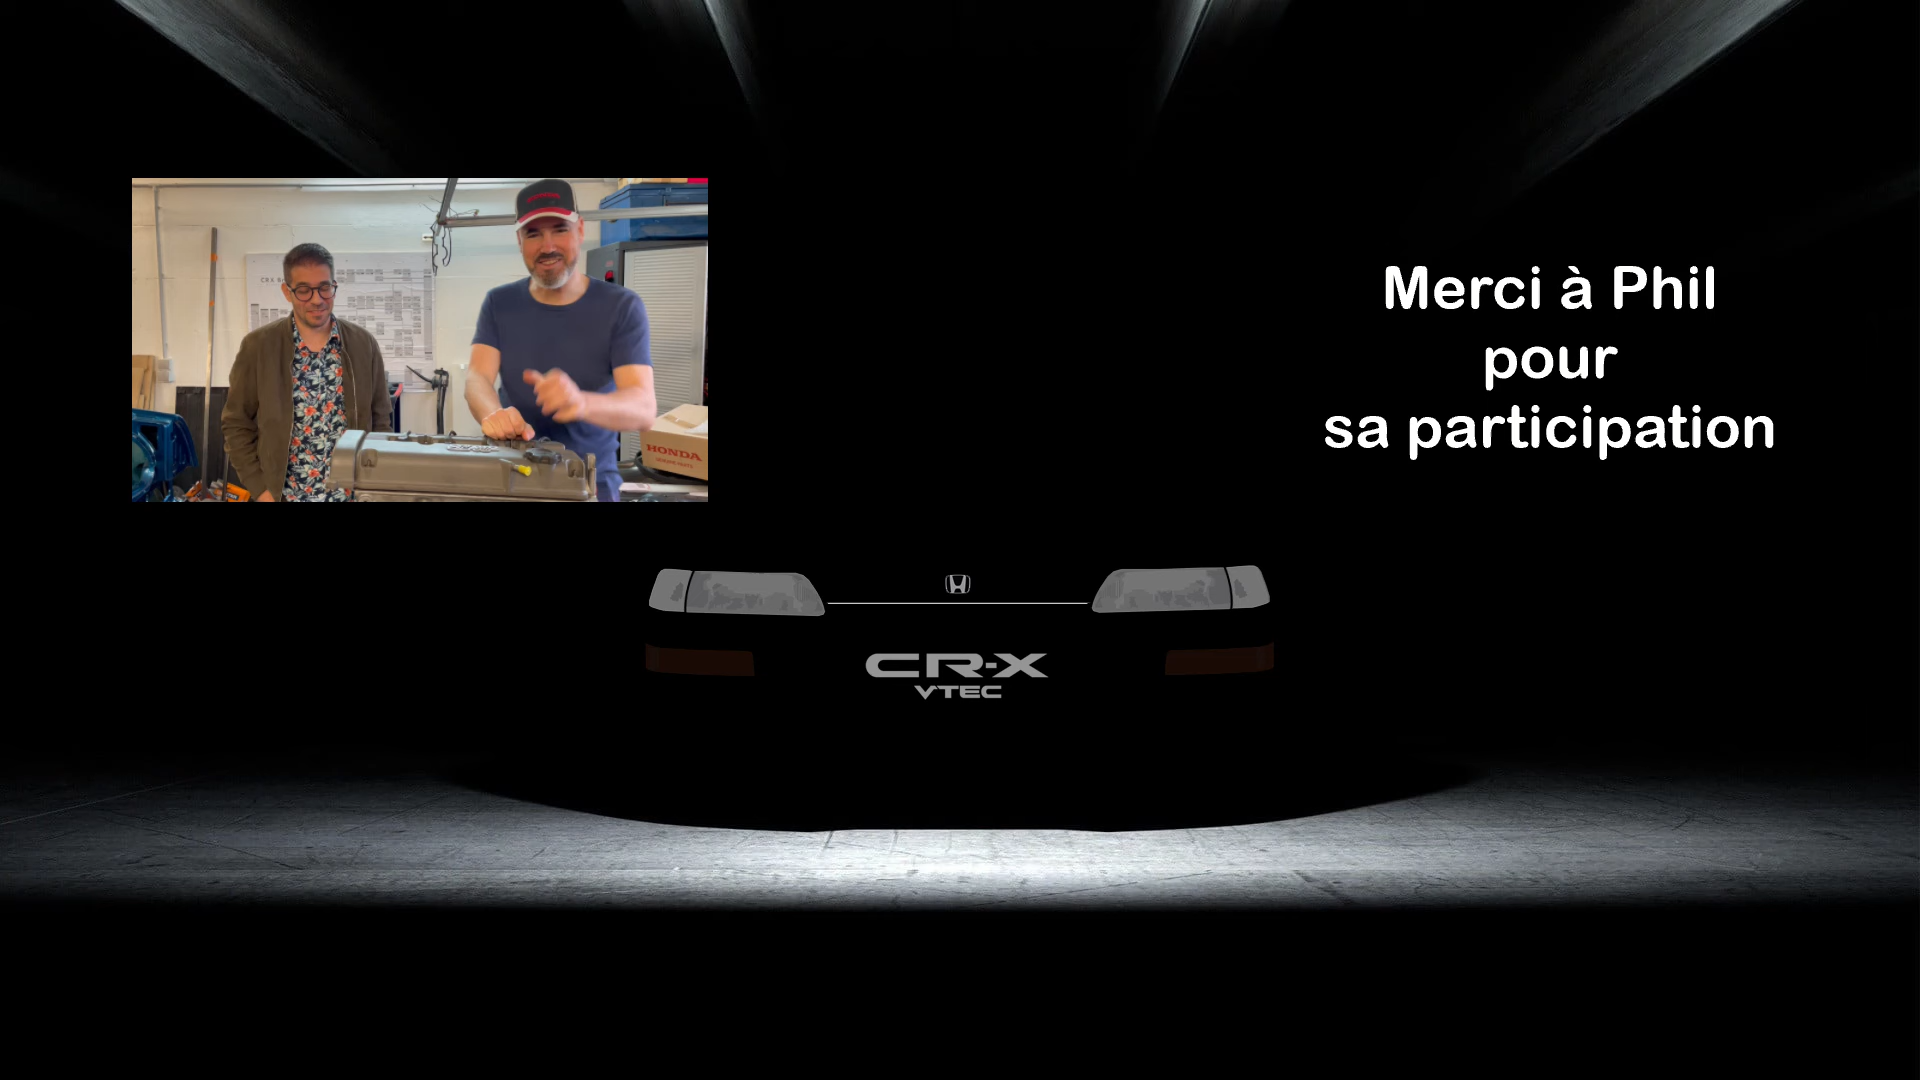 Merci à Phil
pour
sa participation
HONDA
CR-X
VTEC